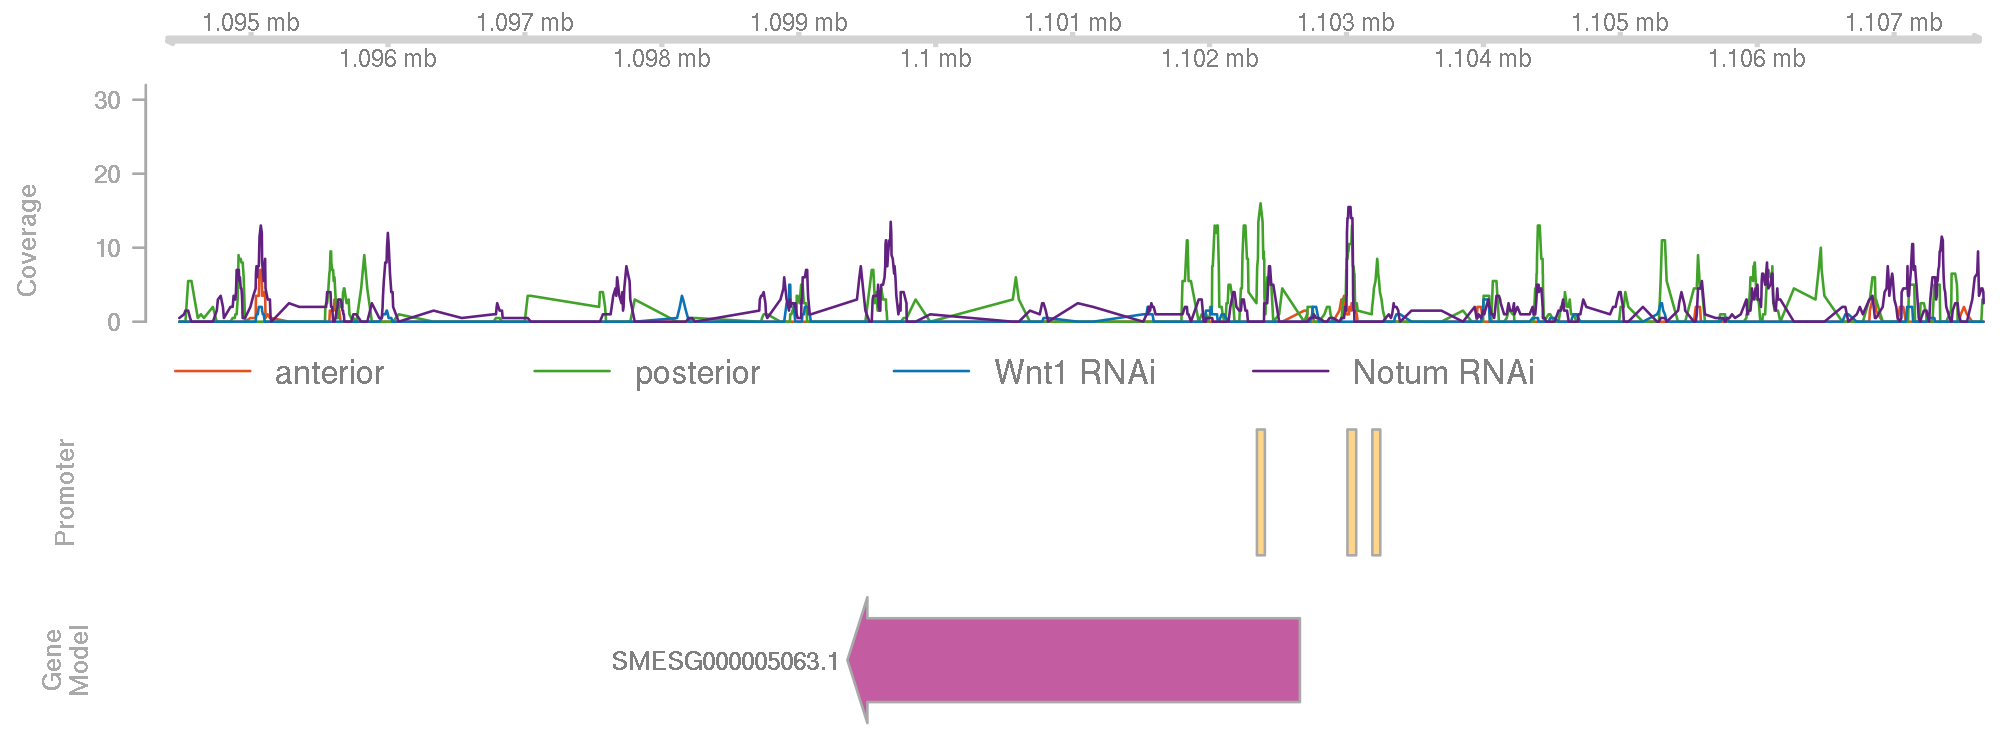 1.095 mb 1.097 mb 1.099 mb 1.101 mb 1.103 mb 1.105 mb 1.107 mb
1.096 mb 1.098 mb 1.1 mb 1.102 mb 1.104 mb 1.106 mb
30
20
10
0
Coverage
anterior posterior Wnt1 RNAi Notum RNAi
Promoter
Gene
Model
SMESG000005063.1